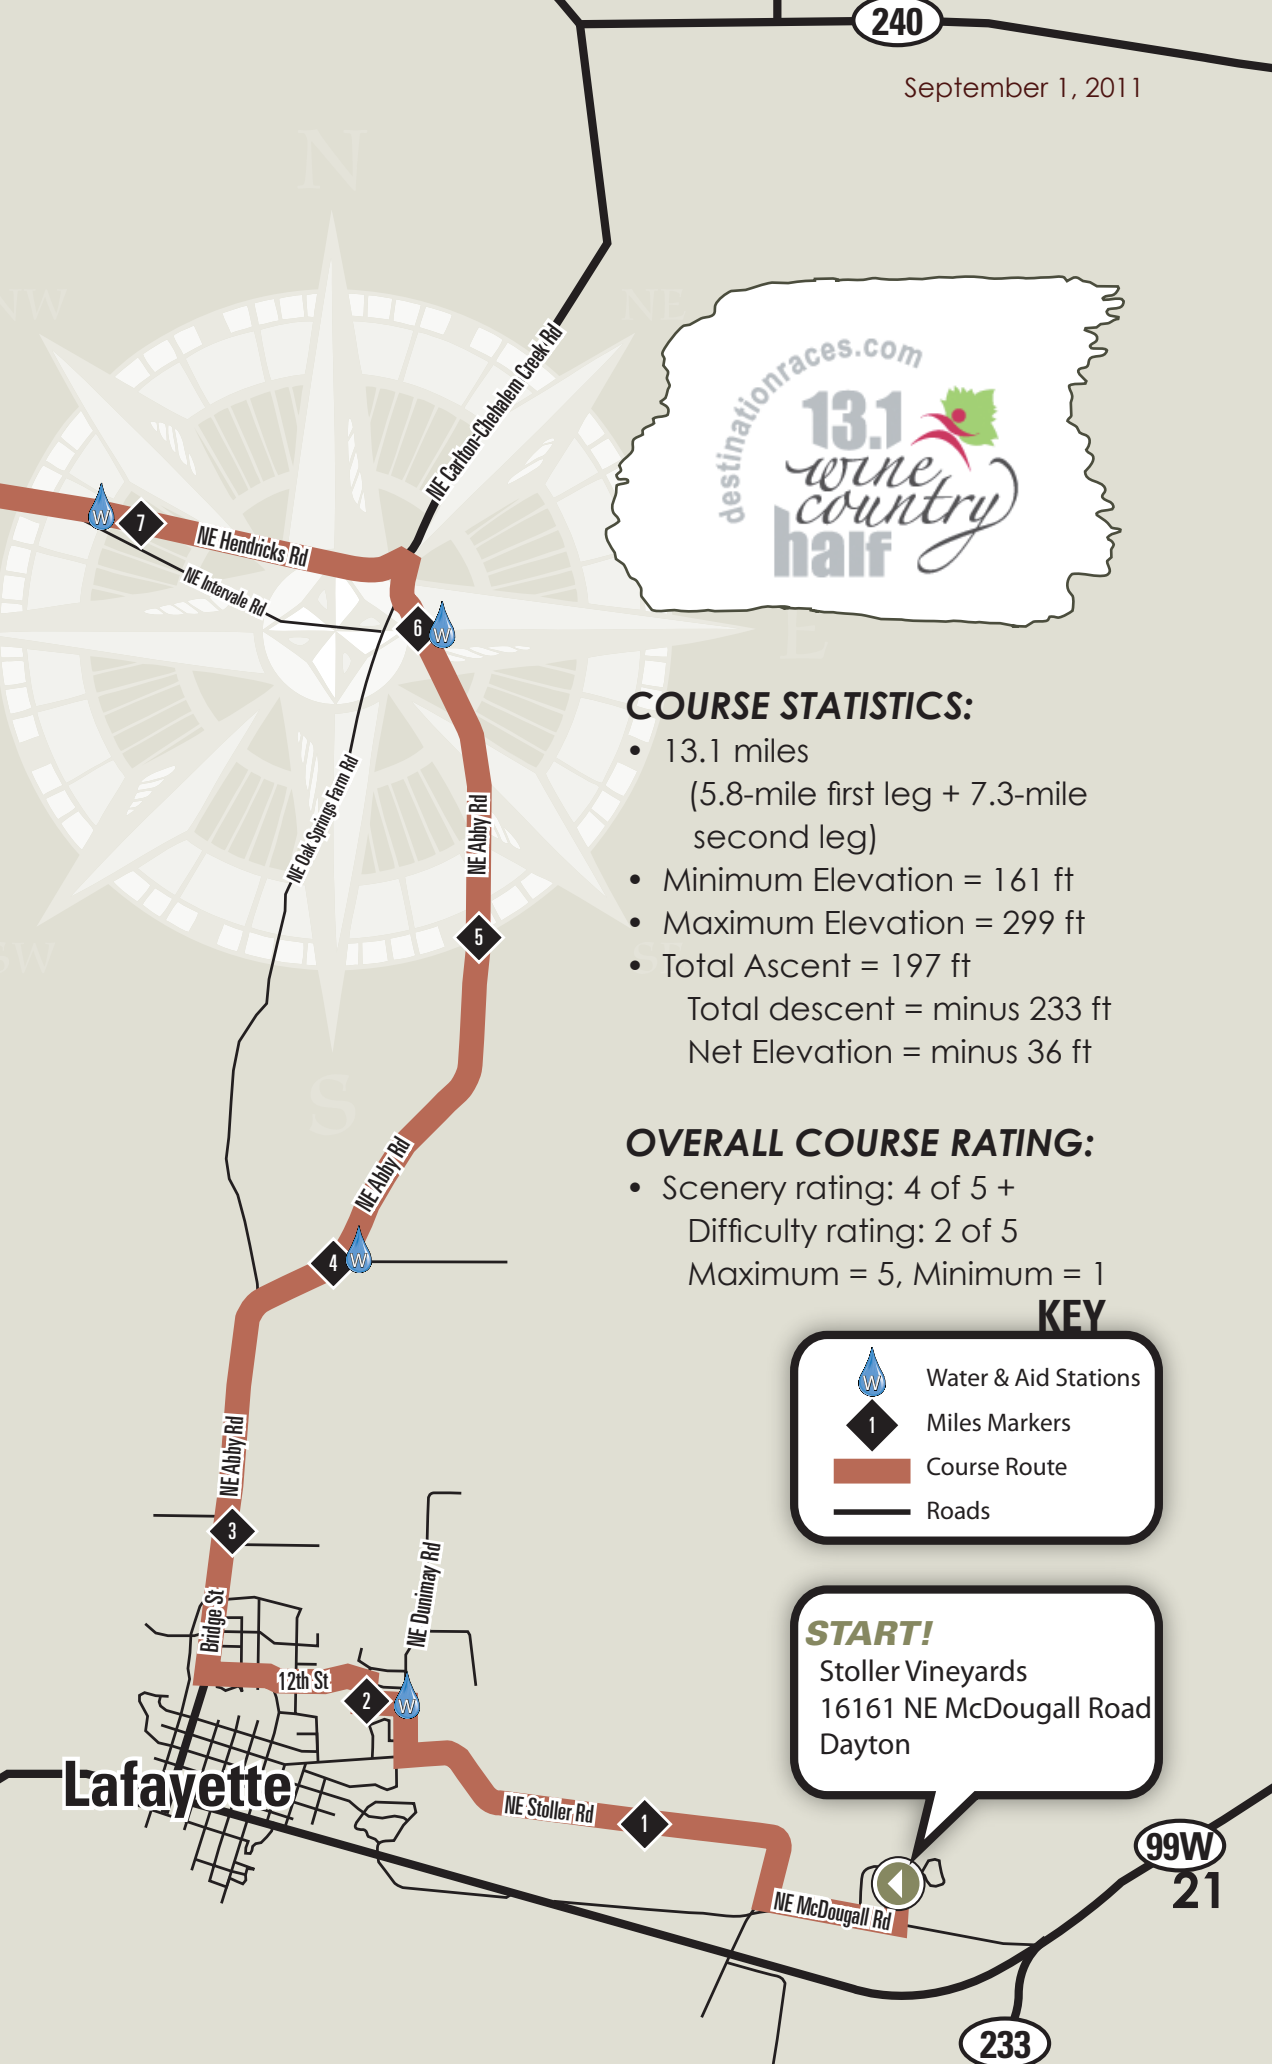 240
September 1, 2011
N
NW
NE
NE Carlton-Chehalem Creek Rd
destinationraces.com
13.1
wine
country
half
W
7
NE Hendricks Rd
NE Intervale Rd
6
W
E
COURSE STATISTICS:
• 13.1 miles
(5.8-mile first leg + 7.3-mile
second leg)
• Minimum Elevation = 161 ft
• Maximum Elevation = 299 ft
• Total Ascent = 197 ft
Total descent = minus 233 ft
Net Elevation = minus 36 ft
NE Oak Springs Farm Rd
NE Abby Rd
5
SW
SE
S
NE Abby Rd
OVERALL COURSE RATING:
• Scenery rating: 4 of 5 +
Difficulty rating: 2 of 5
Maximum = 5, Minimum = 1
4
W
KEY
W Water & Aid Stations
1 Miles Markers
Course Route
Roads
NE Abby Rd
3
NE Dunimay Rd
Bridge St
12th St
2
W
START!
Stoller Vineyards
16161 NE McDougall Road
Dayton
Lafayette
NE Stoller Rd
1
99W
21
NE McDougall Rd
233